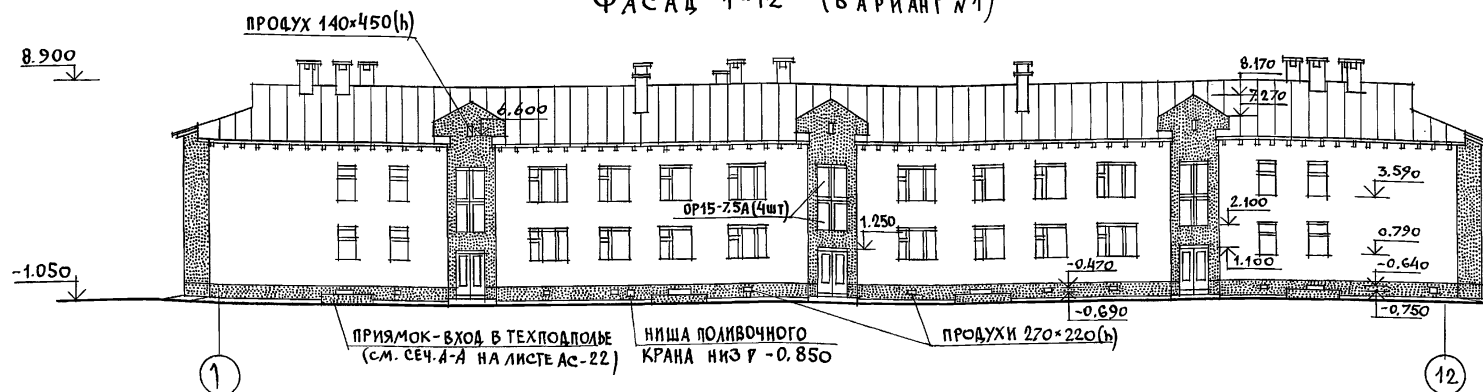 ФАСАД 1-12 (ВАРИАНТ №1)
ПРОДУХ 140×450(h)
8.900
8.170
7.270
6.600
3.590
ОР15-7.5А(4шт)
1.250
2.100
0.790
1.100
-1.050
-0.470
-0.640
-0.690
-0.750
ПРИЯМОК-ВХОД В ТЕХПОДПОЛЬЕ
(СМ. СЕЧ. А-А НА ЛИСТЕ АС-22)
НИША ПОЛИВОЧНОГО
КРАНА НИЗ ∇ -0.850
ПРОДУХИ 270×220(h)
1
12